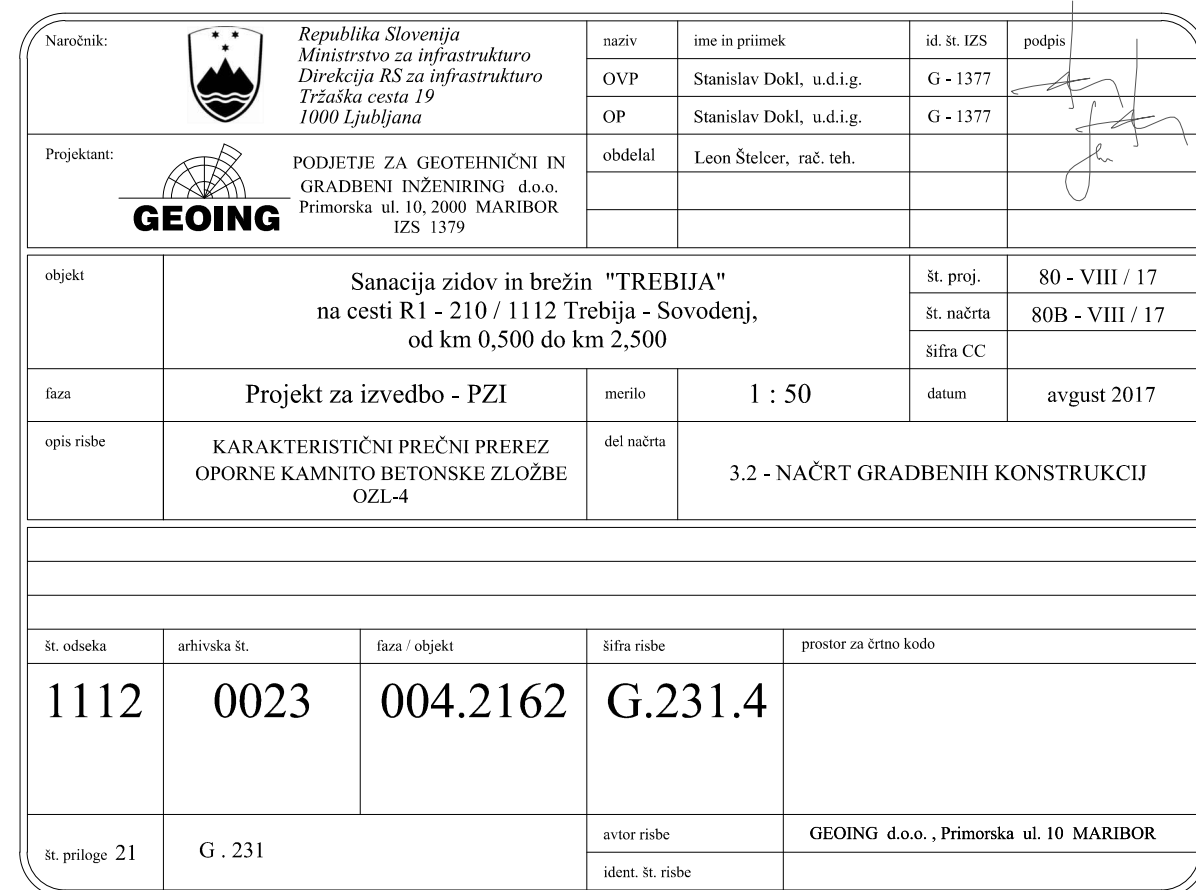 Naročnik:
Republika Slovenija
Ministrstvo za infrastrukturo
Direkcija RS za infrastrukturo
Tržaška cesta 19
1000 Ljubljana
naziv
ime in priimek
id. št. IZS
podpis
OVP
Stanislav Dokl, u.d.i.g.
G - 1377
OP
Stanislav Dokl, u.d.i.g.
G - 1377
obdelal
Leon Štelcer, rač. teh.
Projektant:
GEOING
PODJETJE ZA GEOTEHNIČNI IN
GRADBENI INŽENIRING d.o.o.
Primorska ul. 10, 2000 MARIBOR
IZS 1379
objekt
Sanacija zidov in brežin "TREBIJA"
na cesti R1 - 210 / 1112 Trebija - Sovodenj,
od km 0,500 do km 2,500
št. proj.
80 - VIII / 17
št. načrta
80B - VIII / 17
šifra CC
faza
Projekt za izvedbo - PZI
merilo
1 : 50
datum
avgust 2017
opis risbe
KARAKTERISTIČNI PREČNI PREREZ
OPORNE KAMNITO BETONSKE ZLOŽBE
OZL-4
del načrta
3.2 - NAČRT GRADBENIH KONSTRUKCIJ
št. odseka
arhivska št.
faza / objekt
šifra risbe
prostor za črtno kodo
1112
0023
004.2162
G.231.4
št. priloge 21
G . 231
avtor risbe
GEOING d.o.o. , Primorska ul. 10 MARIBOR
ident. št. risbe